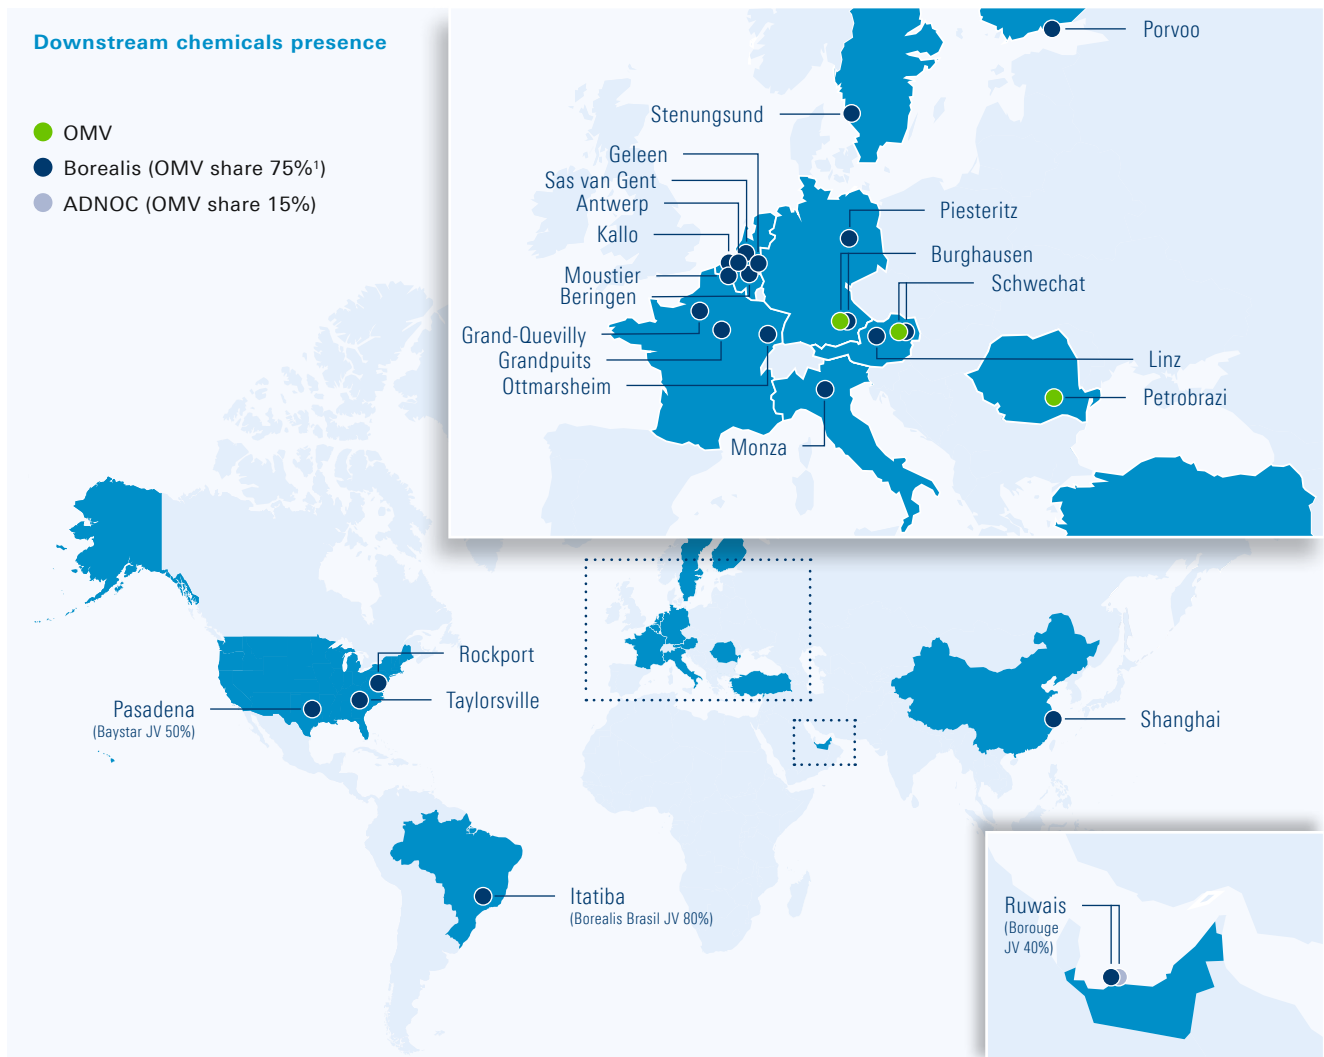 Downstream chemicals presence
OMV
Borealis (OMV share 75%¹)
ADNOC (OMV share 15%)
Porvoo
Stenungsund
Geleen
Sas van Gent
Antwerp
Kallo
Moustier
Beringen
Grand-Quevilly
Grandpuits
Ottmarsheim
Monza
Piesteritz
Burghausen
Schwechat
Linz
Petrobrazi
Rockport
Taylorsville
Pasadena
(Baystar JV 50%)
Shanghai
Itatiba
(Borealis Brasil JV 80%)
Ruwais
(Borouge
JV 40%)